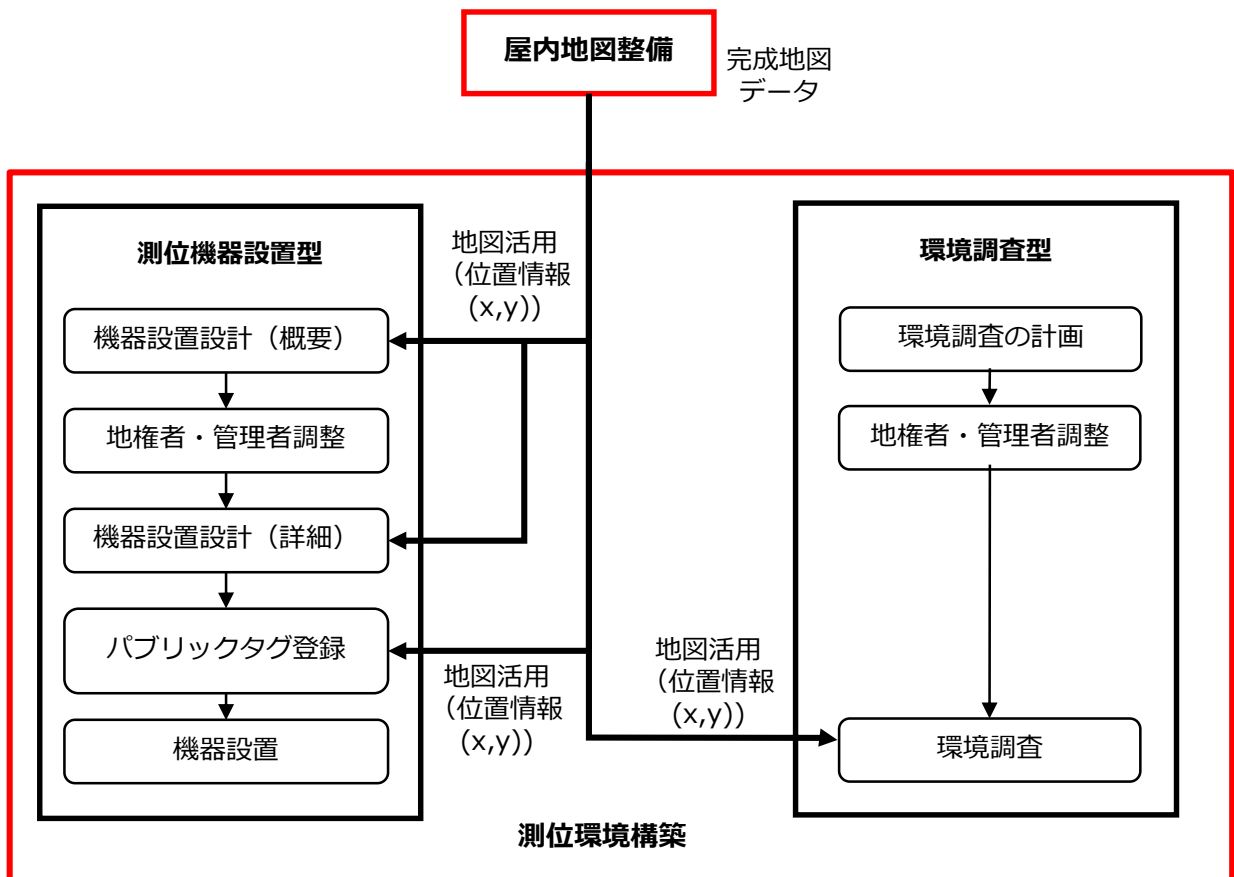 屋内地図整備
完成地図
データ
測位機器設置型
機器設置設計（概要）
地権者・管理者調整
機器設置設計（詳細）
パブリックタグ登録
機器設置
地図活用
（位置情報
(x,y)）
地図活用
（位置情報
(x,y)）
地図活用
（位置情報
(x,y)）
環境調査型
環境調査の計画
地権者・管理者調整
環境調査
測位環境構築